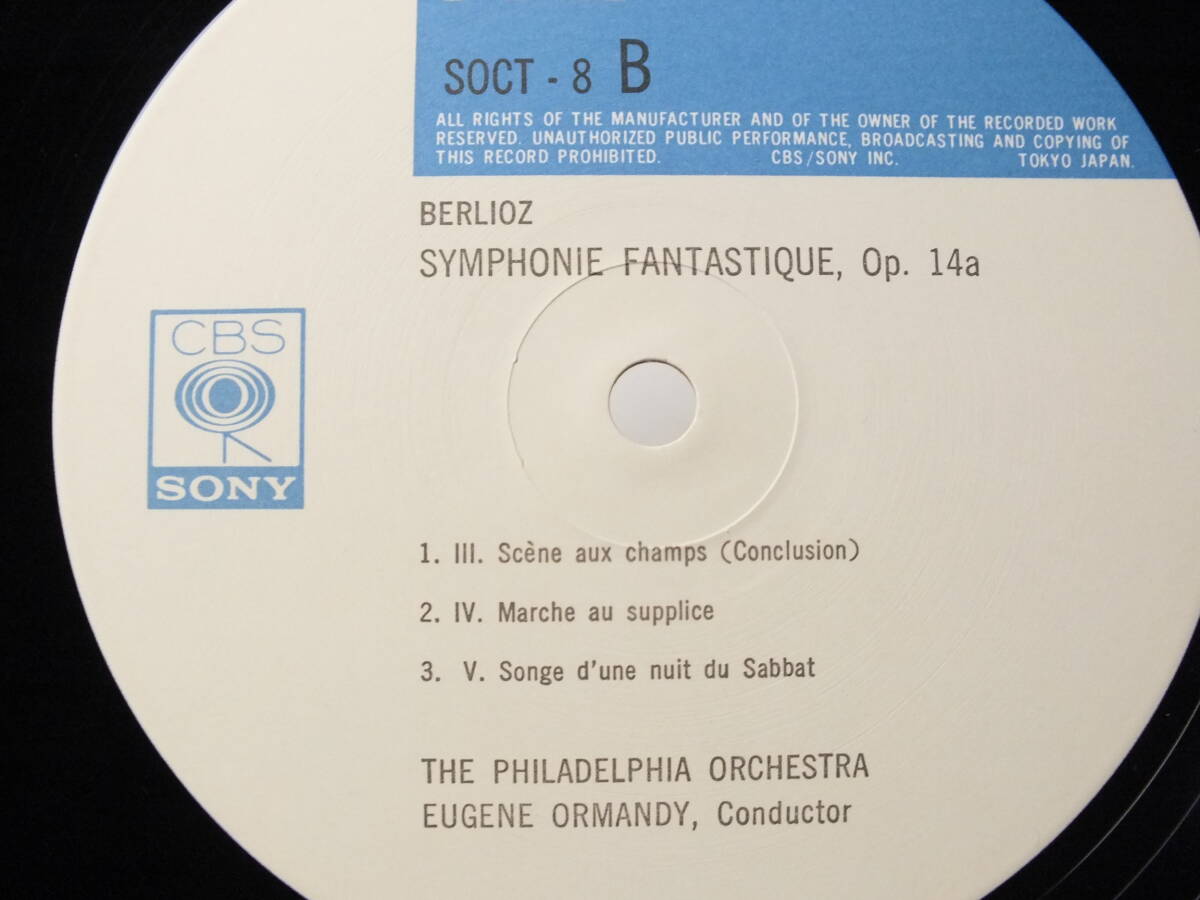 SOCT - 8 B
ALL RIGHTS OF THE MANUFACTURER AND OF THE OWNER OF THE RECORDED WORK
RESERVED. UNAUTHORIZED PUBLIC PERFORMANCE, BROADCASTING AND COPYING OF
THIS RECORD PROHIBITED. CBS/SONY INC. TOKYO JAPAN.
BERLIOZ
SYMPHONIE FANTASTIQUE, Op. 14a
CBS
SONY
1. III. Scène aux champs (Conclusion)
2. IV. Marche au supplice
3. V. Songe d'une nuit du Sabbat
THE PHILADELPHIA ORCHESTRA
EUGENE ORMANDY, Conductor